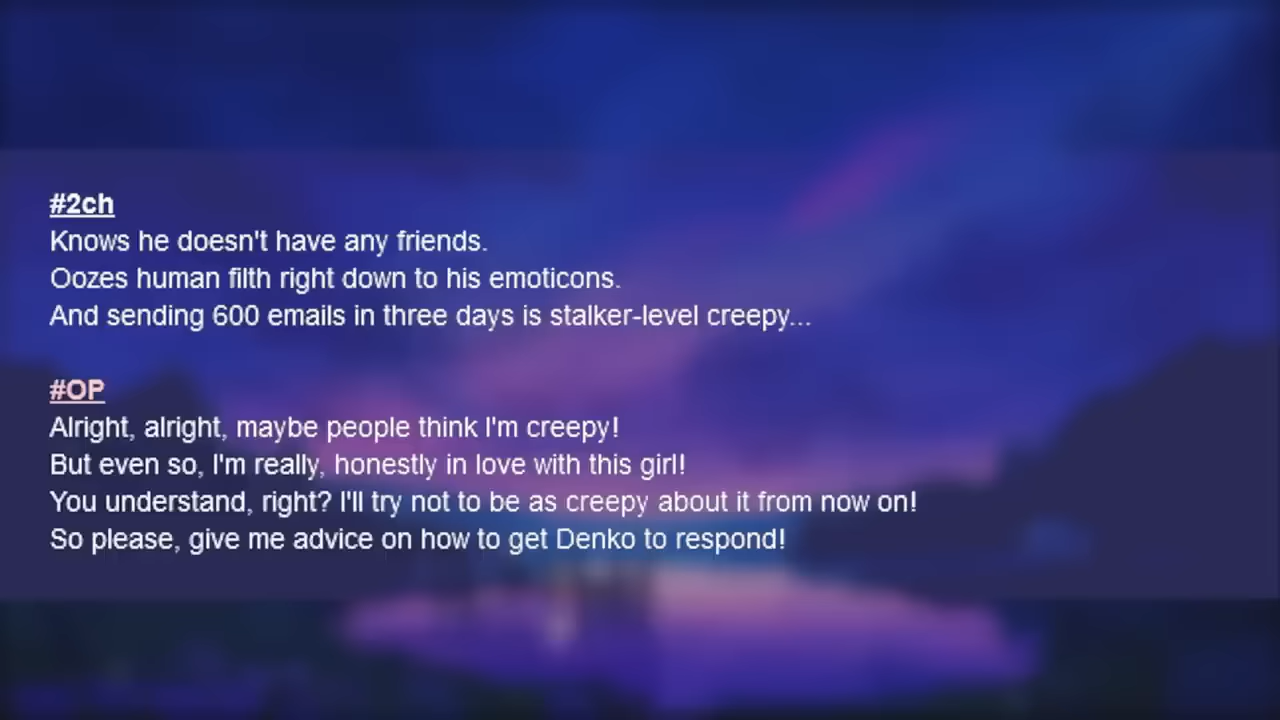 #2ch
Knows he doesn't have any friends.
Oozes human filth right down to his emoticons.
And sending 600 emails in three days is stalker-level creepy...
#OP
Alright, alright, maybe people think I'm creepy!
But even so, I'm really, honestly in love with this girl!
You understand, right? I'll try not to be as creepy about it from now on!
So please, give me advice on how to get Denko to respond!